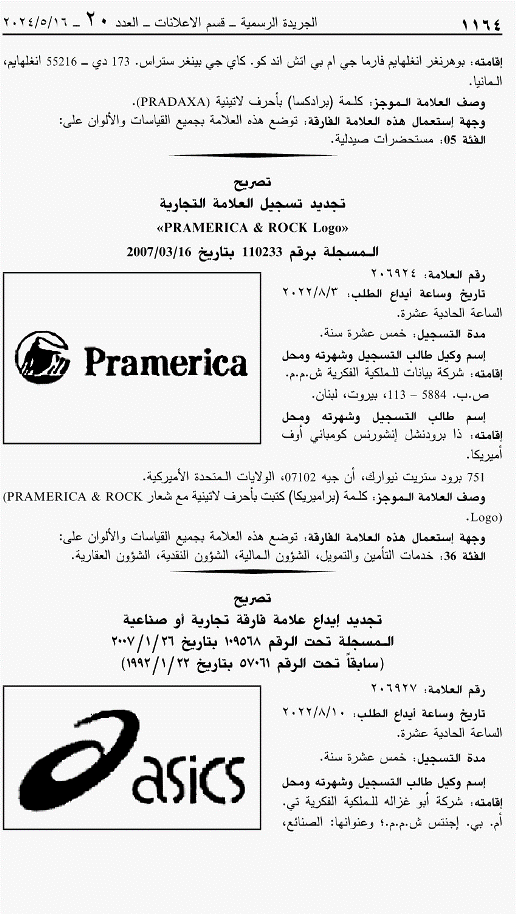 ١١٦٤
الجريدة الرسمية ــ قسم الاعلانات ــ العدد ٢٠ ــ ٢٠٢٤/٥/١٦
إقامته: بوهرنغر انغلهايم فارما جي ام بي اتش اند كو. كاي جي بينغر ستراس. 173 دي – 55216 انغلهايم، المانيا.
وصف العلامة الموجز: كلمة (برادكسا) بأحرف لاتينية (PRADAXA).
وجهة إستعمال هذه العلامة الفارقة: توضع هذه العلامة بجميع القياسات والألوان على:
الفئة 05: مستحضرات صيدلية.
تصريح
تجديد تسجيل العلامة التجارية
«PRAMERICA & ROCK Logo»
المسجلة برقم 110233 بتاريخ 2007/03/16
رقم العلامة: ٢٠٦٩٢٤
تاريخ وساعة أيداع الطلب: ٢٠٢٢/٨/٣
الساعة الحادية عشرة.
مدة التسجيل: خمس عشرة سنة.
إسم وكيل طالب التسجيل وشهرته ومحل
إقامته: شركة بيانات للملكية الفكرية ش.م.م.
ص.ب. 5884 – 113، بيروت، لبنان.
إسم طالب التسجيل وشهرته ومحل
إقامته: ذا برودنشل إنشورنس كومباني أوف
أميريكا.
Pramerica
751 برود ستريت نيوارك، أن جيه 07102، الولايات المتحدة الأميركية.
وصف العلامة الموجز: كلمة (براميريكا) كتبت بأحرف لاتينية مع شعار (PRAMERICA & ROCK
Logo).
وجهة إستعمال هذه العلامة الفارقة: توضع هذه العلامة بجميع القياسات والألوان على:
الفئة 36: خدمات التأمين والتمويل، الشؤون المالية، الشؤون النقدية، الشؤون العقارية.
تصريح
تجديد إيداع علامة فارقة تجارية أو صناعية
المسجلة تحت الرقم ١٠٩٥٦٨ بتاريخ ٢٠٠٧/١/٢٦
(سابقاً تحت الرقم ٥٧٠٦١ بتاريخ ١٩٩٢/١/٢٢)
رقم العلامة: ٢٠٦٩٢٧
تاريخ وساعة أيداع الطلب: ٢٠٢٢/٨/١٠
الساعة الحادية عشرة.
مدة التسجيل: خمس عشرة سنة.
إسم وكيل طالب التسجيل وشهرته ومحل
إقامته: شركة أبو غزاله للملكية الفكرية تي.
أم. بي. إجنتس ش.م.م.؛ وعنوانها: الصنائع،
asics